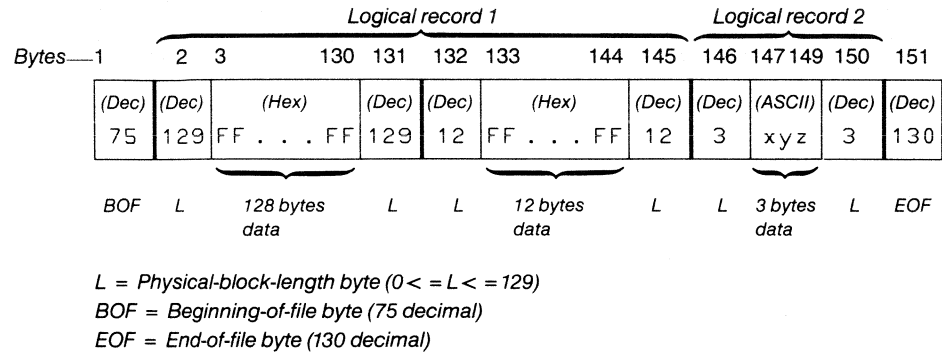 Logical record 1 Logical record 2
Bytes 1 2 3 130 131 132 133 144 145 146 147 149 150 151
(Dec) (Dec) (Hex) (Dec) (Dec) (Hex) (Dec) (Dec) (ASCII) (Dec) (Dec)
75 129 FF . . . FF 129 12 FF . . . FF 12 3 xyz 3 130
BOF L 128 bytes L L 12 bytes L L 3 bytes L EOF
data data data
L = Physical-block-length byte (0 < = L < = 129)
BOF = Beginning-of-file byte (75 decimal)
EOF = End-of-file byte (130 decimal)